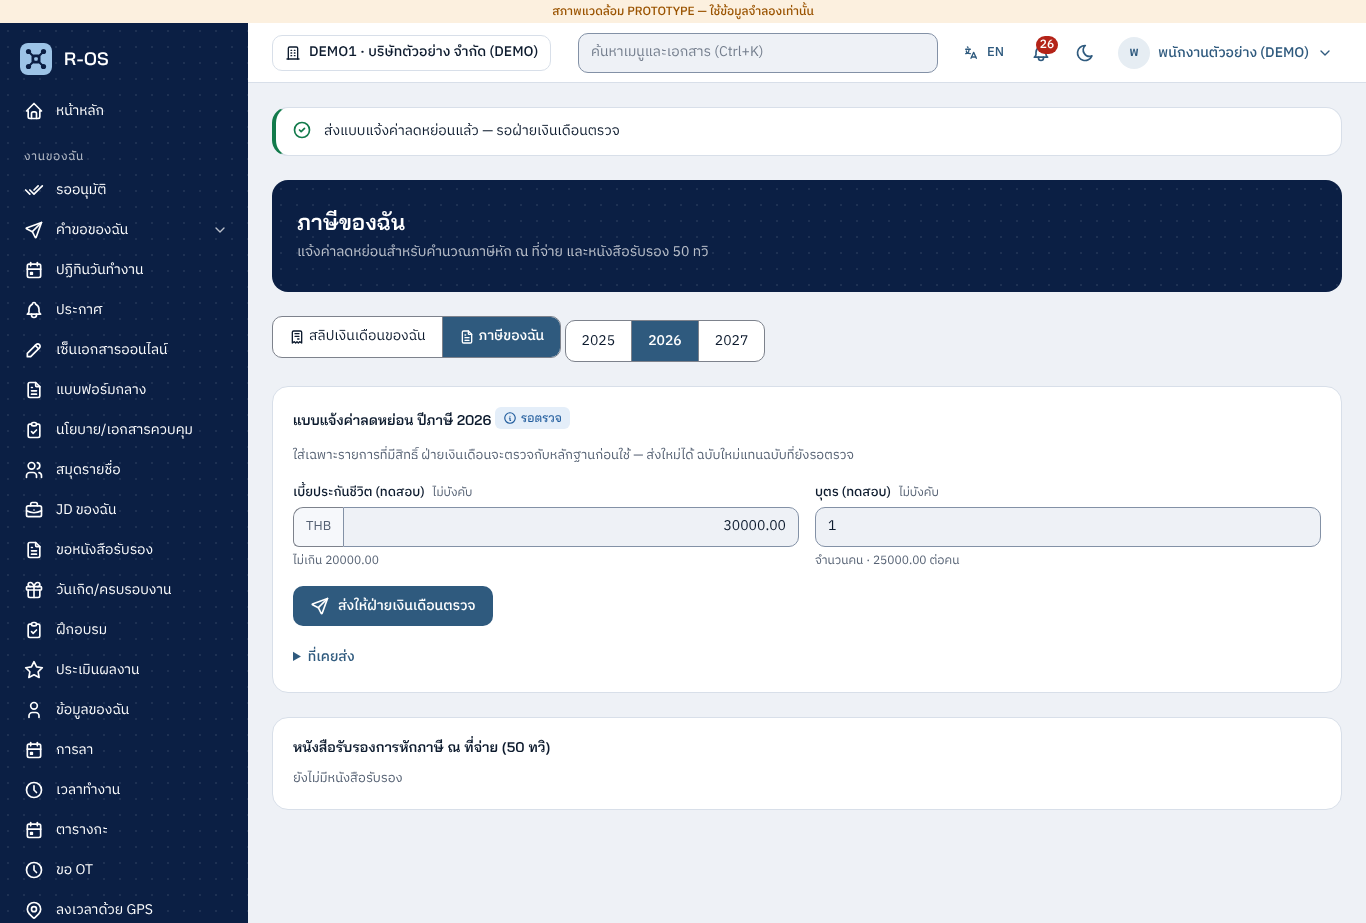 สภาพแวดล้อม PROTOTYPE — ใช้ข้อมูลจำลองเท่านั้น
R-OS
DEMO1 · บริษัทตัวอย่าง จำกัด (DEMO)
ค้นหาเมนูและเอกสาร (Ctrl+K)
EN
26
พ
พนักงานตัวอย่าง (DEMO)
หน้าหลัก
งานของฉัน
รออนุมัติ
คำขอของฉัน
ปฏิทินวันทำงาน
ประกาศ
เซ็นเอกสารออนไลน์
แบบฟอร์มกลาง
นโยบาย/เอกสารควบคุม
สมุดรายชื่อ
JD ของฉัน
ขอหนังสือรับรอง
วันเกิด/ครบรอบงาน
ฝึกอบรม
ประเมินผลงาน
ข้อมูลของฉัน
การลา
เวลาทำงาน
ตารางกะ
ขอ OT
ลงเวลาด้วย GPS
ส่งแบบแจ้งค่าลดหย่อนแล้ว — รอฝ่ายเงินเดือนตรวจ
ภาษีของฉัน
แจ้งค่าลดหย่อนสำหรับคำนวณภาษีหัก ณ ที่จ่าย และหนังสือรับรอง 50 ทวิ
สลิปเงินเดือนของฉัน
ภาษีของฉัน
2025
2026
2027
แบบแจ้งค่าลดหย่อน ปีภาษี 2026
รอตรวจ
ใส่เฉพาะรายการที่มีสิทธิ์ ฝ่ายเงินเดือนจะตรวจกับหลักฐานก่อนใช้ — ส่งใหม่ได้ ฉบับใหม่แทนฉบับที่ยังรอตรวจ
เบี้ยประกันชีวิต (ทดสอบ) ไม่บังคับ
THB
30000.00
ไม่เกิน 20000.00
บุตร (ทดสอบ) ไม่บังคับ
1
จำนวนคน · 25000.00 ต่อคน
ส่งให้ฝ่ายเงินเดือนตรวจ
ที่เคยส่ง
หนังสือรับรองการหักภาษี ณ ที่จ่าย (50 ทวิ)
ยังไม่มีหนังสือรับรอง